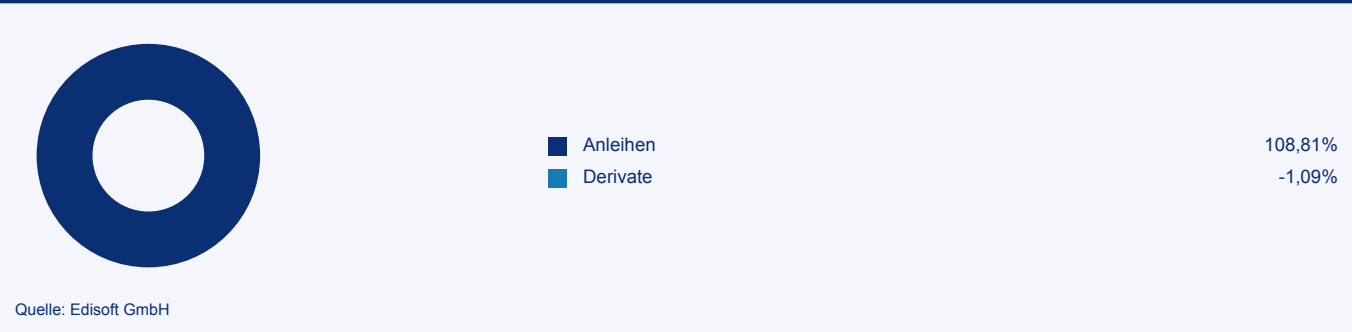 Anleihen 108,81%
Derivate -1,09%
Quelle: Edisoft GmbH